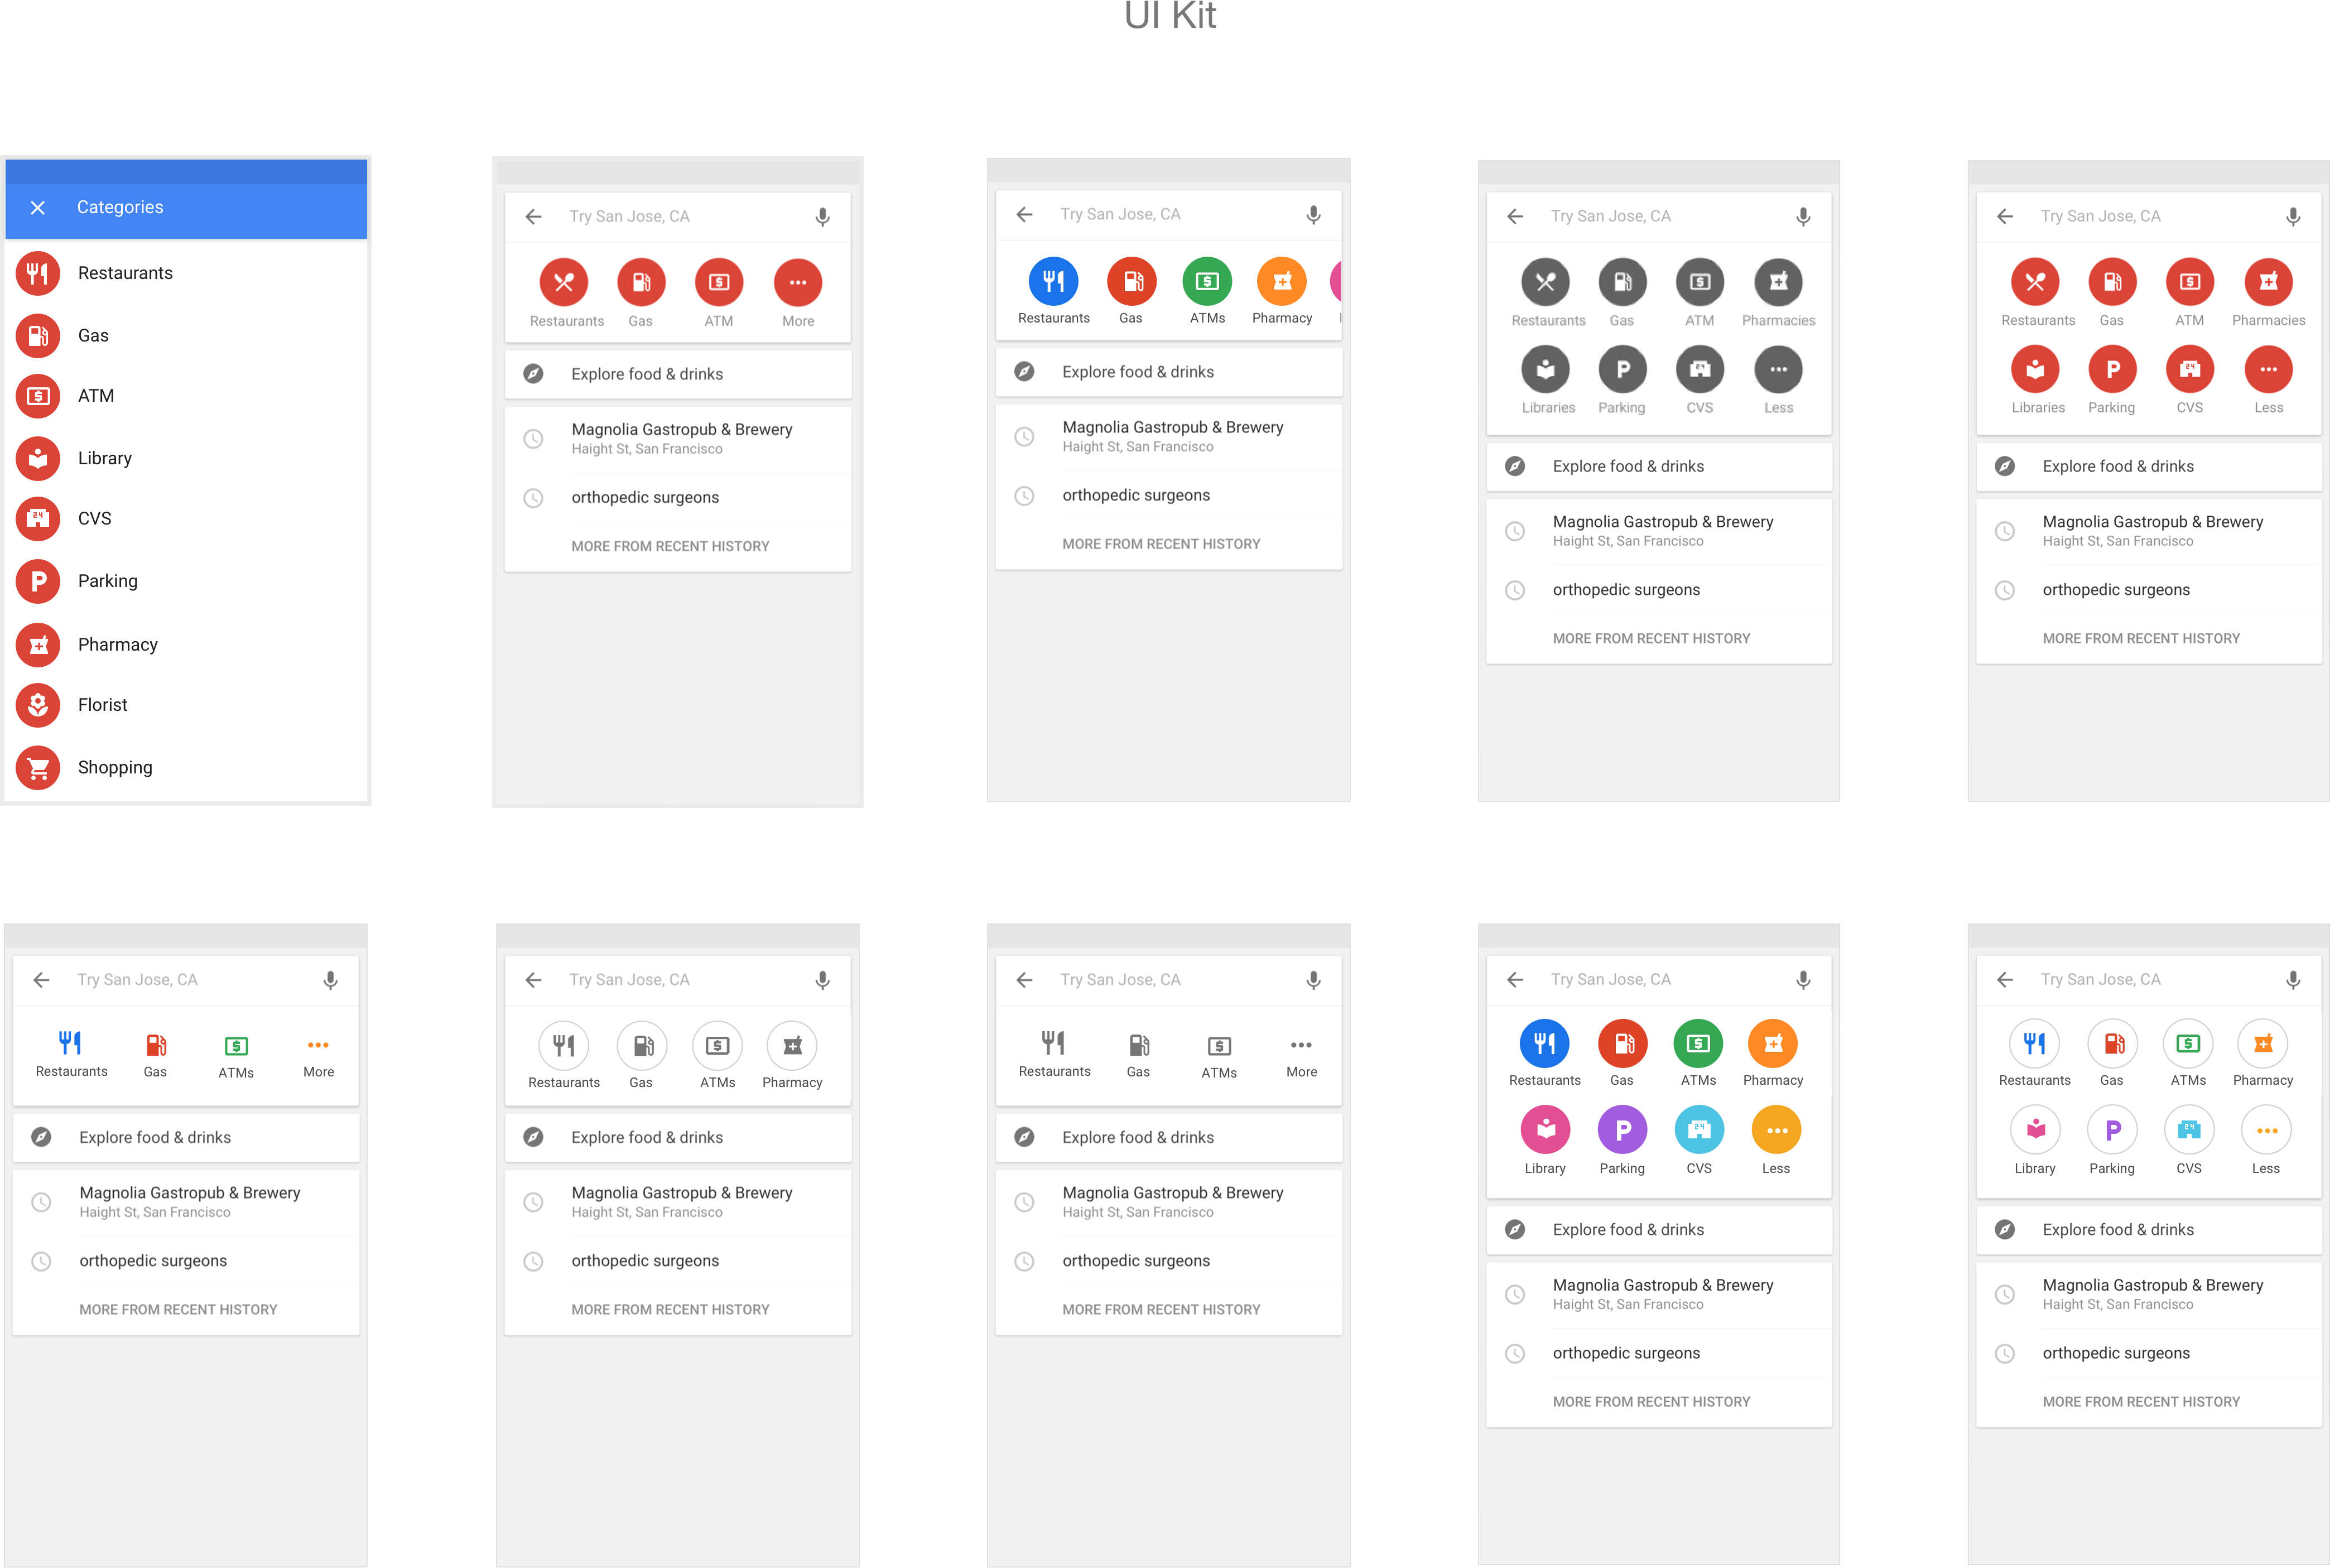 UI Kit
Categories
Restaurants
Gas
ATM
Library
CVS
Parking
Pharmacy
Florist
Shopping
Try San Jose, CA
Restaurants Gas ATM More
Explore food & drinks
Magnolia Gastropub & Brewery
Haight St, San Francisco
orthopedic surgeons
MORE FROM RECENT HISTORY
Try San Jose, CA
Restaurants Gas ATMs Pharmacy
Explore food & drinks
Magnolia Gastropub & Brewery
Haight St, San Francisco
orthopedic surgeons
MORE FROM RECENT HISTORY
Try San Jose, CA
Restaurants Gas ATM Pharmacies
Libraries Parking CVS Less
Explore food & drinks
Magnolia Gastropub & Brewery
Haight St, San Francisco
orthopedic surgeons
MORE FROM RECENT HISTORY
Try San Jose, CA
Restaurants Gas ATM Pharmacies
Libraries Parking CVS Less
Explore food & drinks
Magnolia Gastropub & Brewery
Haight St, San Francisco
orthopedic surgeons
MORE FROM RECENT HISTORY
Try San Jose, CA
Restaurants Gas ATMs More
Explore food & drinks
Magnolia Gastropub & Brewery
Haight St, San Francisco
orthopedic surgeons
MORE FROM RECENT HISTORY
Try San Jose, CA
Restaurants Gas ATMs Pharmacy
Explore food & drinks
Magnolia Gastropub & Brewery
Haight St, San Francisco
orthopedic surgeons
MORE FROM RECENT HISTORY
Try San Jose, CA
Restaurants Gas ATMs More
Explore food & drinks
Magnolia Gastropub & Brewery
Haight St, San Francisco
orthopedic surgeons
MORE FROM RECENT HISTORY
Try San Jose, CA
Restaurants Gas ATMs Pharmacy
Library Parking CVS Less
Explore food & drinks
Magnolia Gastropub & Brewery
Haight St, San Francisco
orthopedic surgeons
MORE FROM RECENT HISTORY
Try San Jose, CA
Restaurants Gas ATMs Pharmacy
Library Parking CVS Less
Explore food & drinks
Magnolia Gastropub & Brewery
Haight St, San Francisco
orthopedic surgeons
MORE FROM RECENT HISTORY